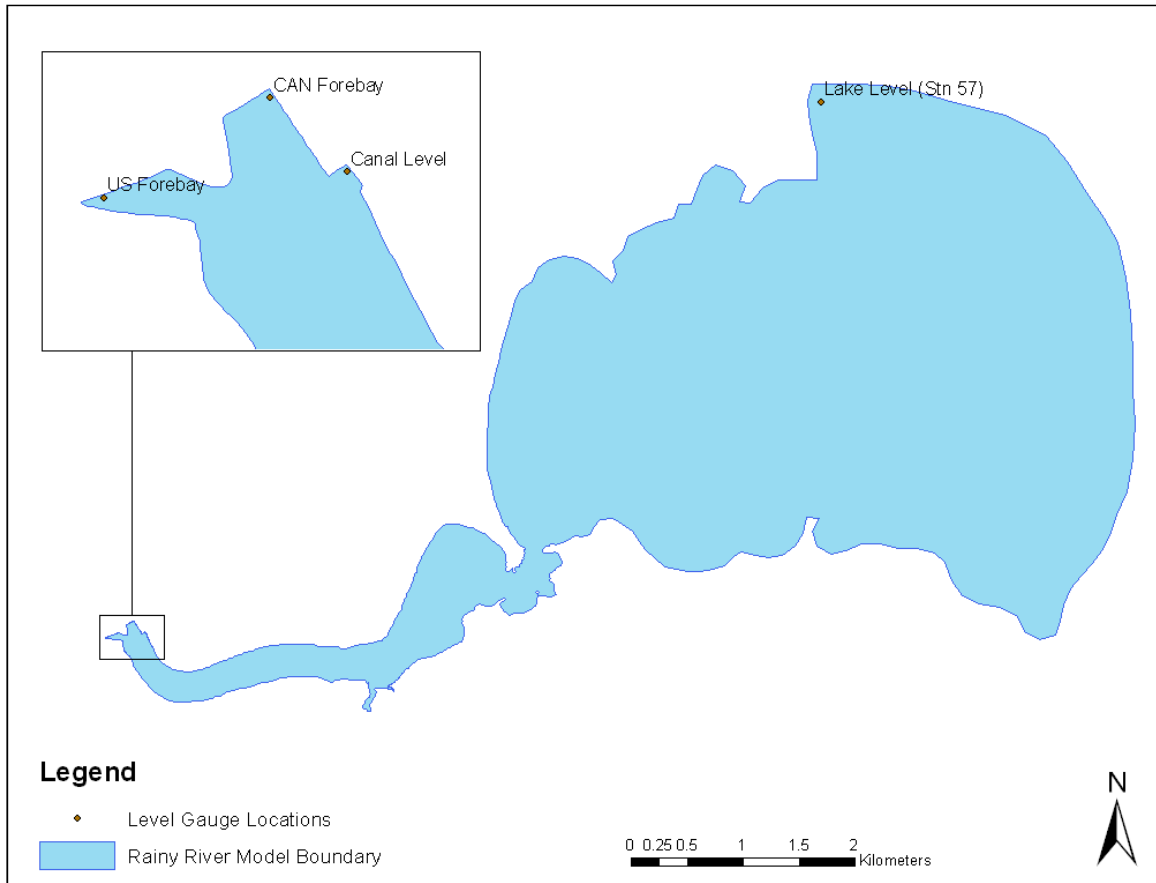 CAN Forebay
Lake Level (Stn 57)
Canal Level
US Forebay
Legend
Level Gauge Locations
Rainy River Model Boundary
N
0 0.25 0.5 1 1.5 2
Kilometers